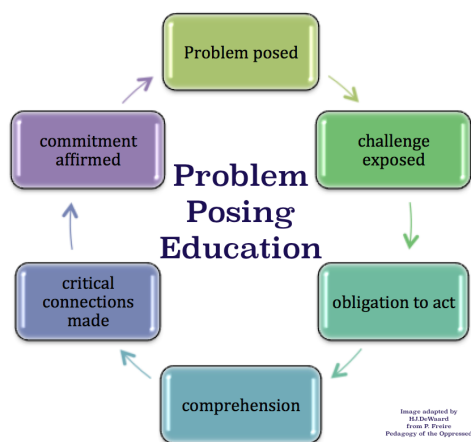 Problem posed
challenge
exposed
obligation to act
comprehension
critical
connections
made
commitment
affirmed
Problem
Posing
Education
Image adapted by
H.J.DeWaard
from P. Freire
Pedagogy of the Oppressed